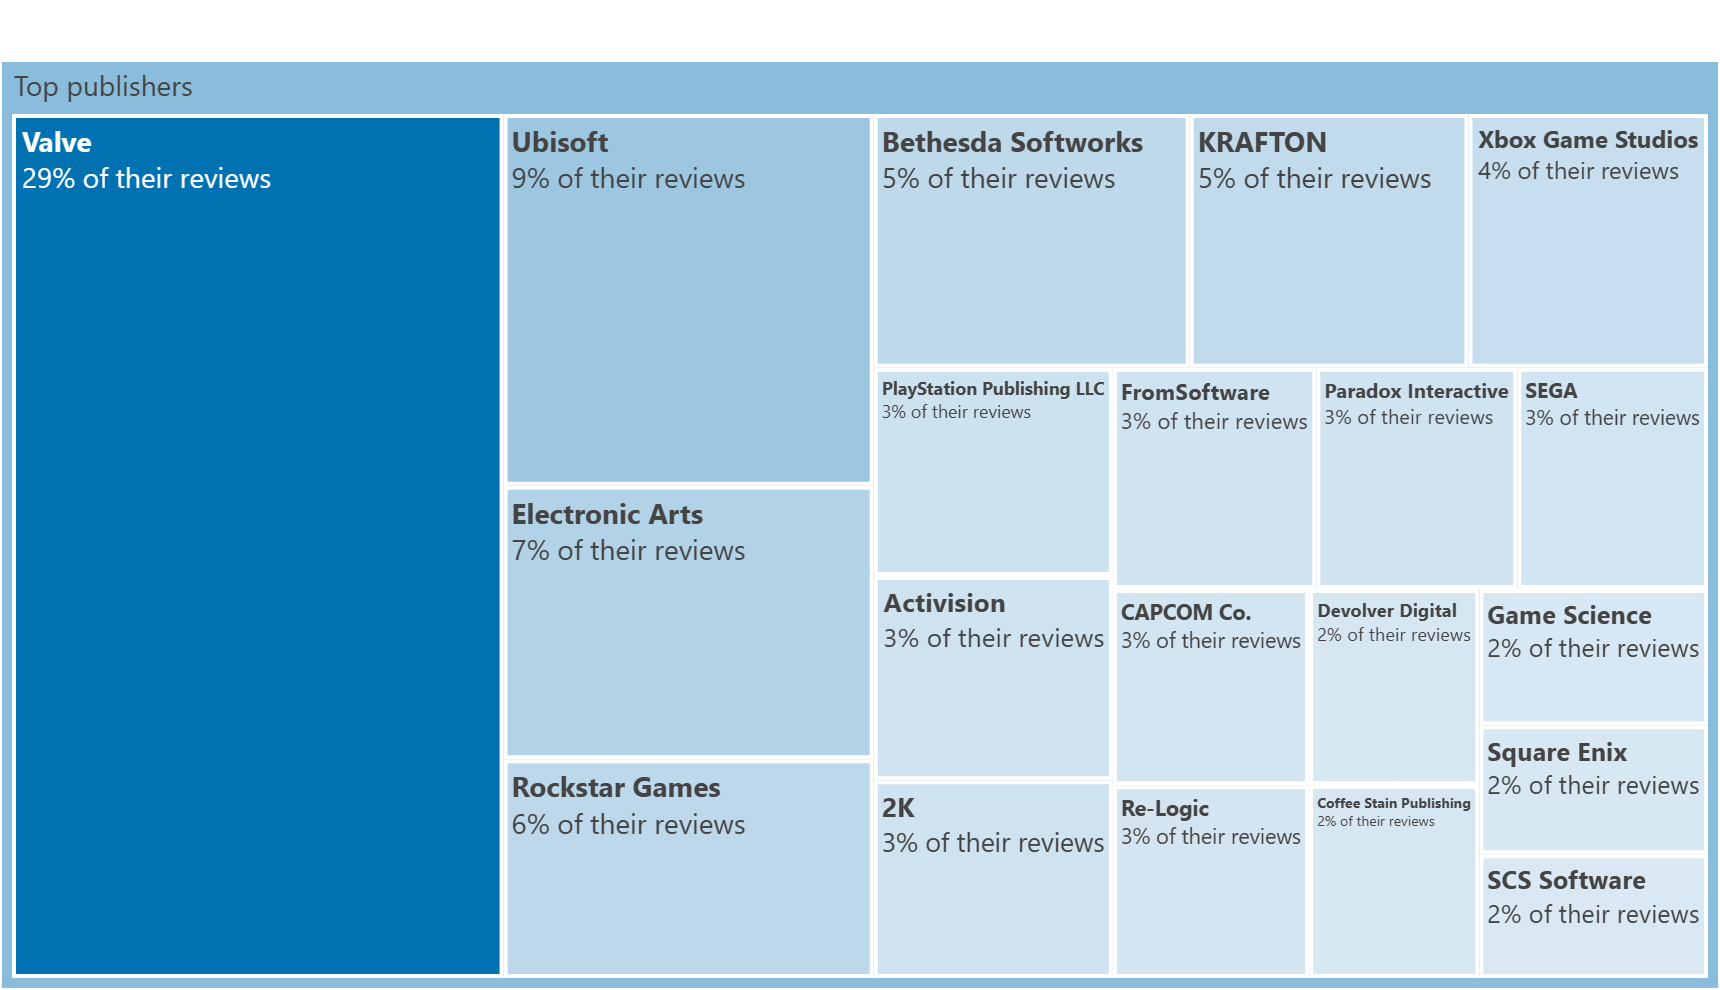 Top publishers
Valve
29% of their reviews
Ubisoft
9% of their reviews
Electronic Arts
7% of their reviews
Rockstar Games
6% of their reviews
Bethesda Softworks
5% of their reviews
KRAFTON
5% of their reviews
Xbox Game Studios
4% of their reviews
PlayStation Publishing LLC
3% of their reviews
Activision
3% of their reviews
2K
3% of their reviews
FromSoftware
3% of their reviews
Paradox Interactive
3% of their reviews
SEGA
3% of their reviews
CAPCOM Co.
3% of their reviews
Re-Logic
3% of their reviews
Devolver Digital
2% of their reviews
Coffee Stain Publishing
2% of their reviews
Game Science
2% of their reviews
Square Enix
2% of their reviews
SCS Software
2% of their reviews